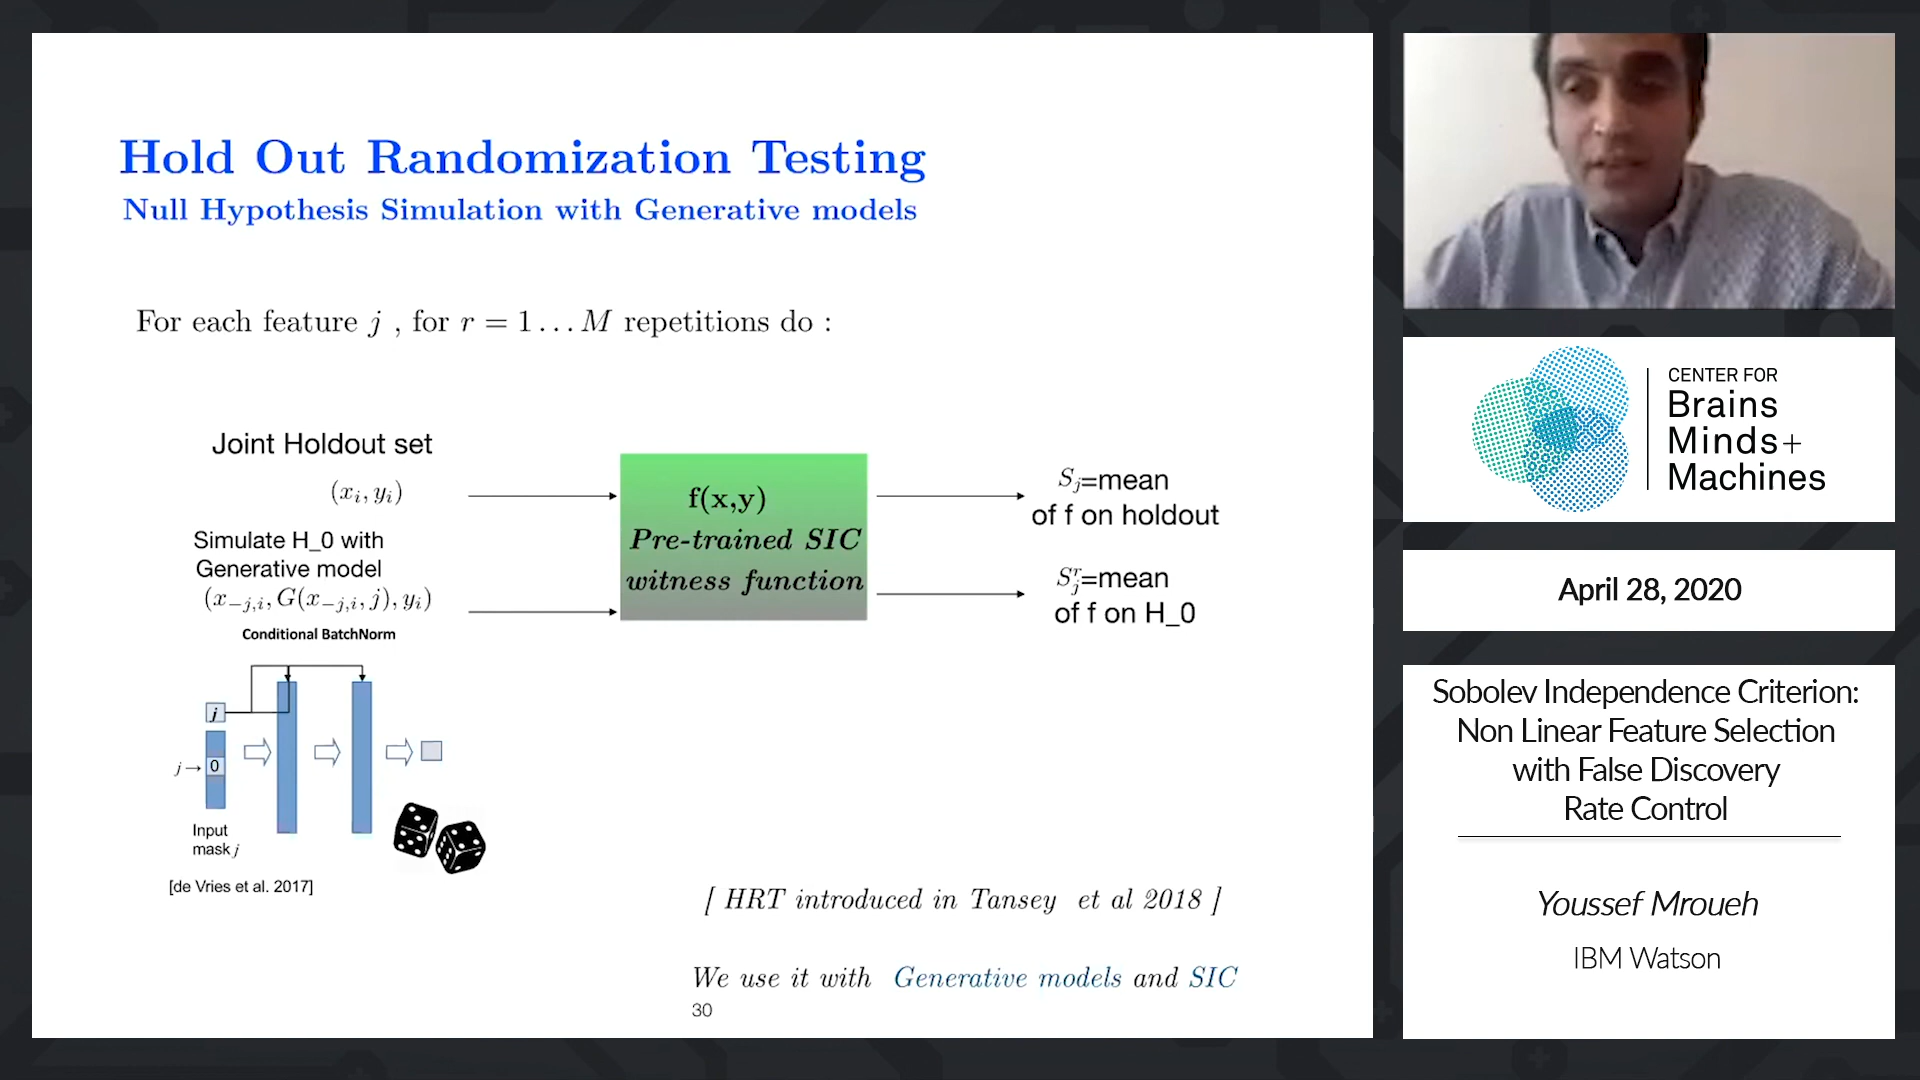 Hold Out Randomization Testing
Null Hypothesis Simulation with Generative models
For each feature j , for r = 1 . . . M repetitions do :
Joint Holdout set
(x_i, y_i)
Simulate H_0 with
Generative model
(x_{-j,i}, G(x_{-j,i}, j), y_i)
Conditional BatchNorm
j
j → 0
Input
mask j
[de Vries et al. 2017]
f(x,y)
Pre-trained SIC
witness function
S_j=mean
of f on holdout
S_j^r=mean
of f on H_0
[ HRT introduced in Tansey et al 2018 ]
We use it with Generative models and SIC
30
CENTER FOR
Brains
Minds+
Machines
April 28, 2020
Sobolev Independence Criterion:
Non Linear Feature Selection
with False Discovery
Rate Control
Youssef Mroueh
IBM Watson